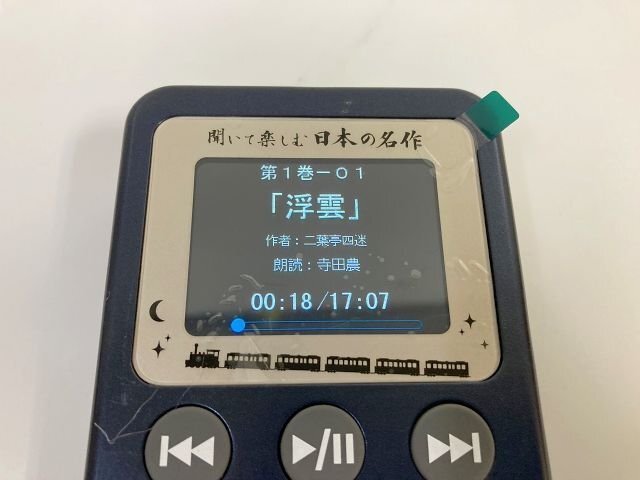 聞いて楽しむ日本の名作
第1巻−01
「浮雲」
作者：二葉亭四迷
朗読：寺田農
00:18/17:07